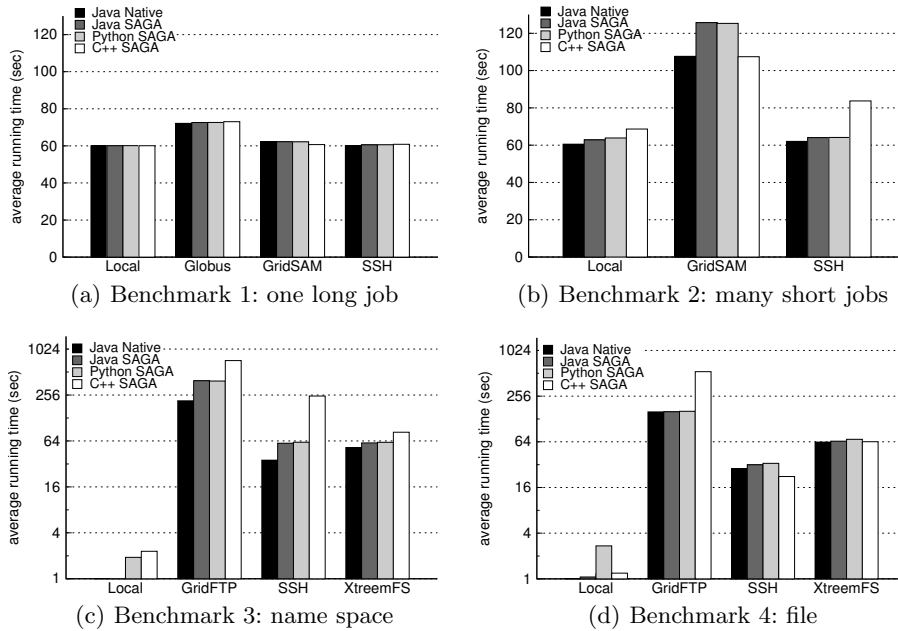 average running time (sec)
120
100
80
60
40
20
0
Java Native
Java SAGA
Python SAGA
C++ SAGA
Local Globus GridSAM SSH
(a) Benchmark 1: one long job
average running time (sec)
120
100
80
60
40
20
0
Java Native
Java SAGA
Python SAGA
C++ SAGA
Local GridSAM SSH
(b) Benchmark 2: many short jobs
average running time (sec)
1024
256
64
16
4
1
Java Native
Java SAGA
Python SAGA
C++ SAGA
Local GridFTP SSH XtreemFS
(c) Benchmark 3: name space
average running time (sec)
1024
256
64
16
4
1
Java Native
Java SAGA
Python SAGA
C++ SAGA
Local GridFTP SSH XtreemFS
(d) Benchmark 4: file